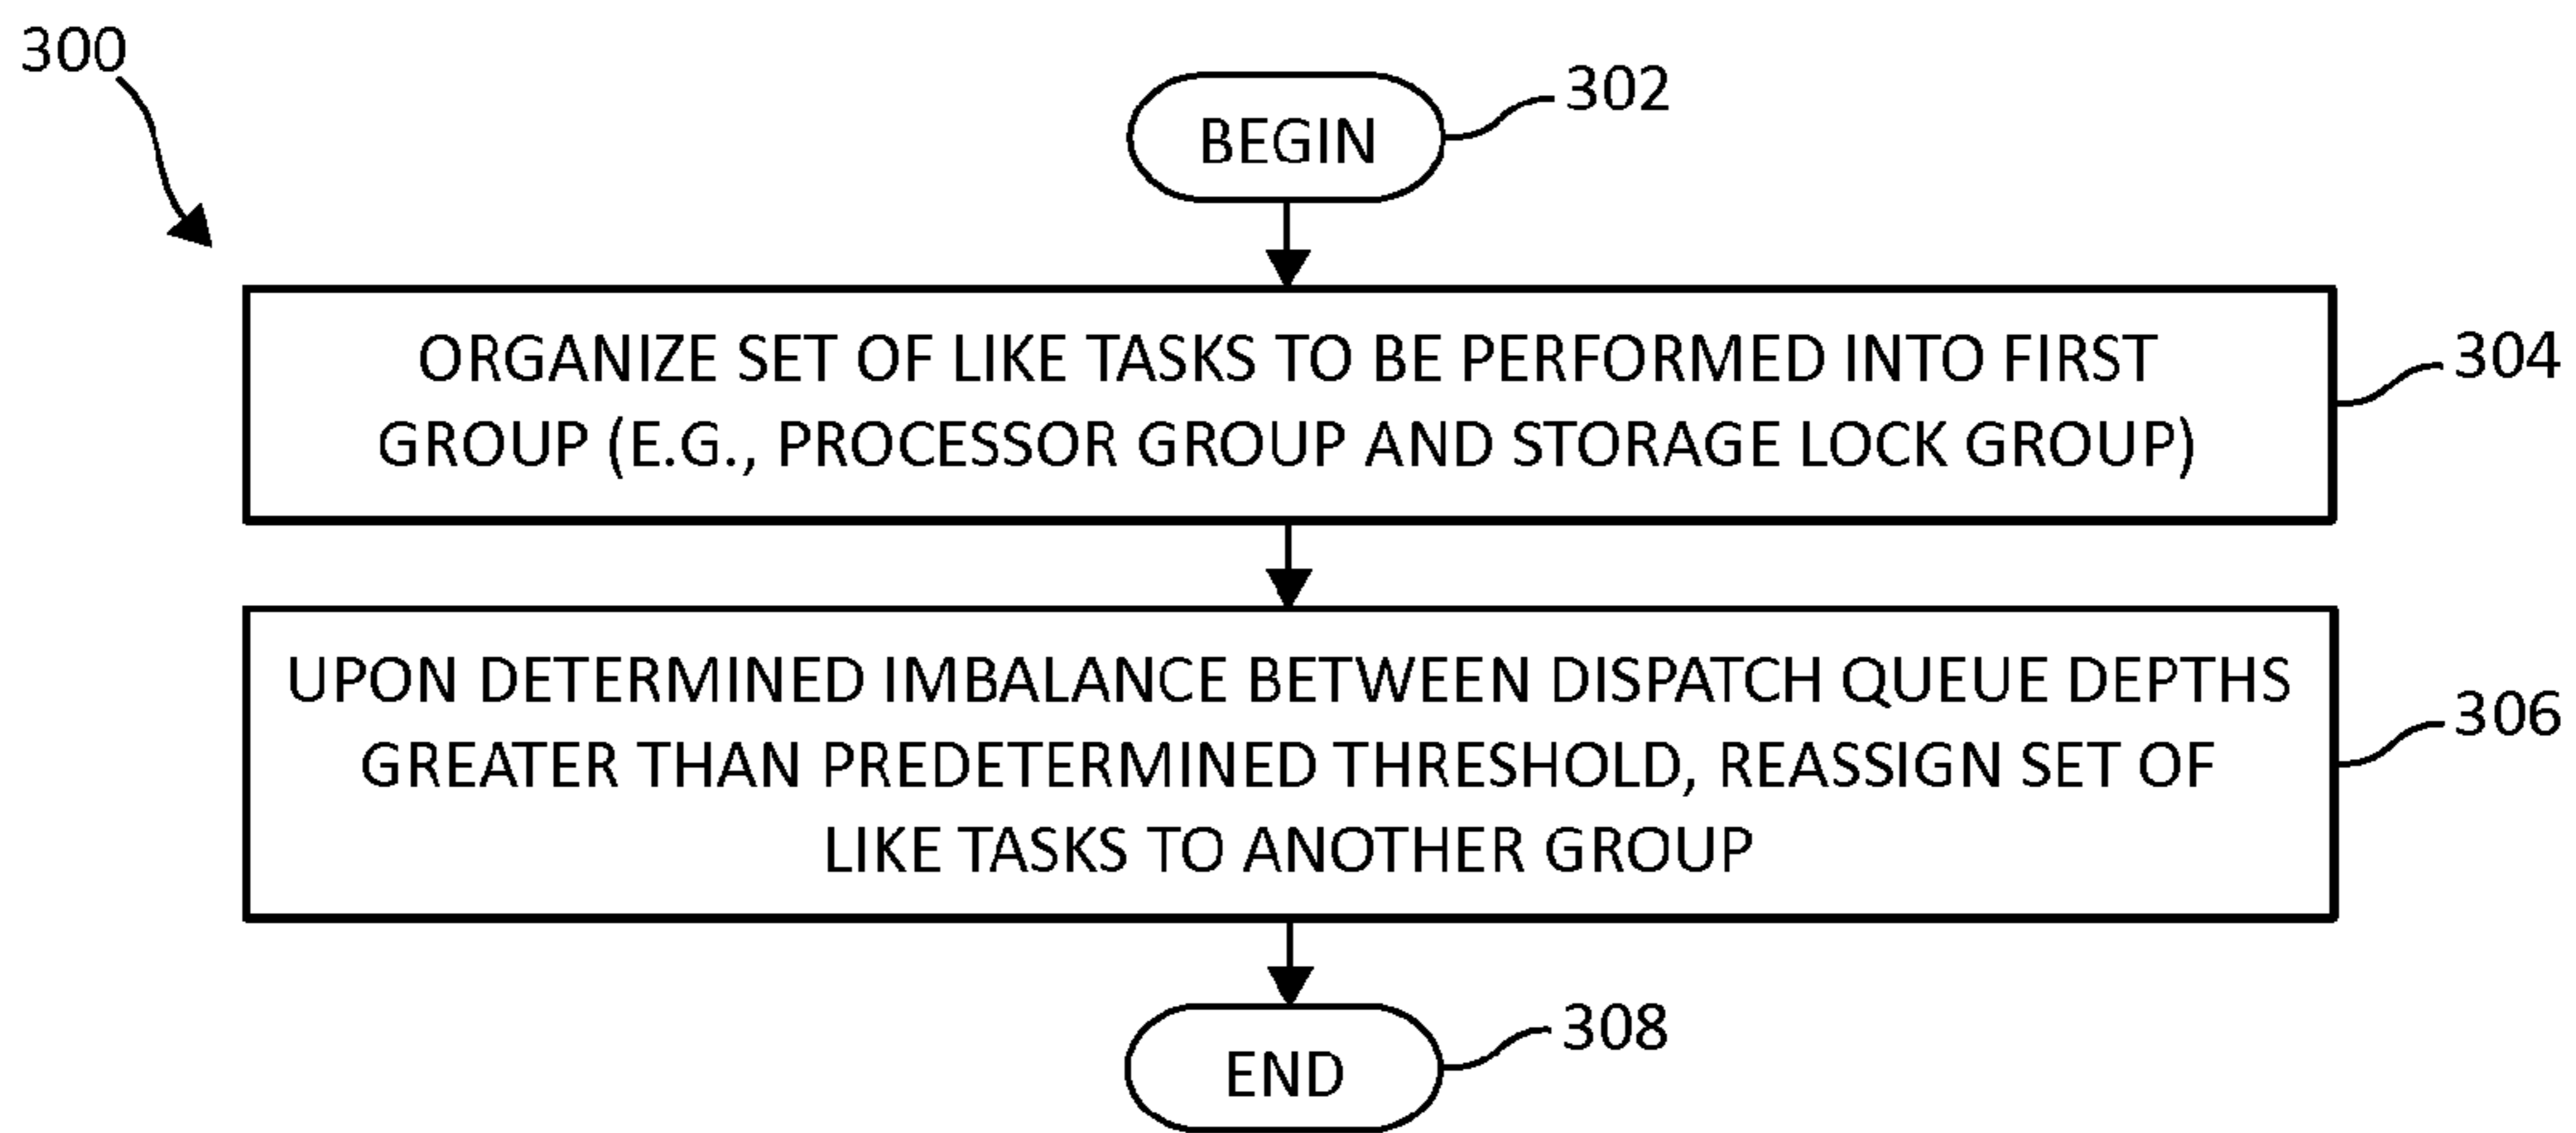 300
302
BEGIN
ORGANIZE SET OF LIKE TASKS TO BE PERFORMED INTO FIRST
GROUP (E.G., PROCESSOR GROUP AND STORAGE LOCK GROUP)
304
UPON DETERMINED IMBALANCE BETWEEN DISPATCH QUEUE DEPTHS
GREATER THAN PREDETERMINED THRESHOLD, REASSIGN SET OF
LIKE TASKS TO ANOTHER GROUP
306
END
308